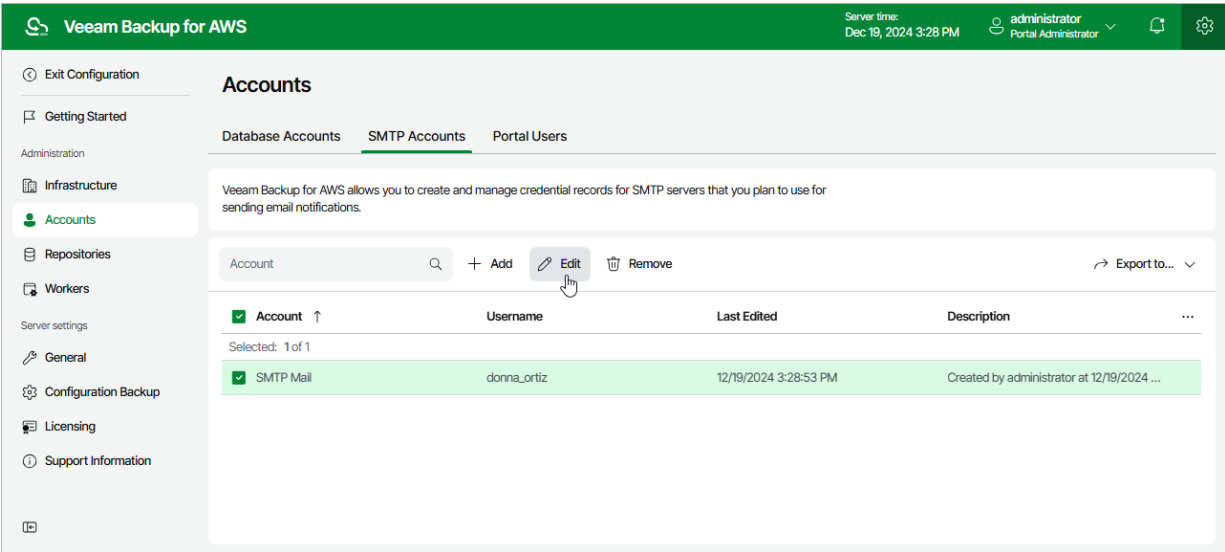 Veeam Backup for AWS
Server time:
Dec 19, 2024 3:28 PM
administrator
Portal Administrator
Exit Configuration
Getting Started
Administration
Infrastructure
Accounts
Repositories
Workers
Server settings
General
Configuration Backup
Licensing
Support Information
Accounts
Database Accounts SMTP Accounts Portal Users
Veeam Backup for AWS allows you to create and manage credential records for SMTP servers that you plan to use for
sending email notifications.
Account Add Edit Remove Export to...
Account Username Last Edited Description ...
Selected: 1 of 1
SMTP Mail donna_ortiz 12/19/2024 3:28:53 PM Created by administrator at 12/19/2024 ...